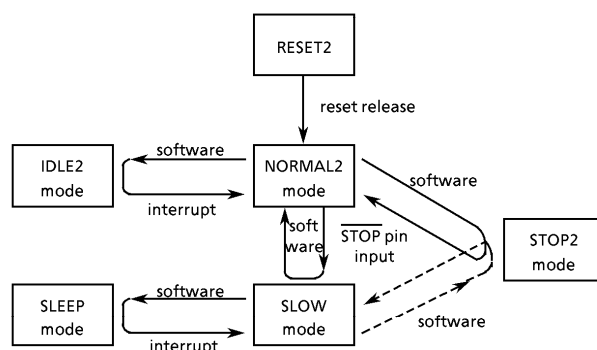 RESET2
reset release
IDLE2
mode
software
interrupt
NORMAL2
mode
software
soft
ware
STOP pin
input
STOP2
mode
SLEEP
mode
software
interrupt
SLOW
mode
software